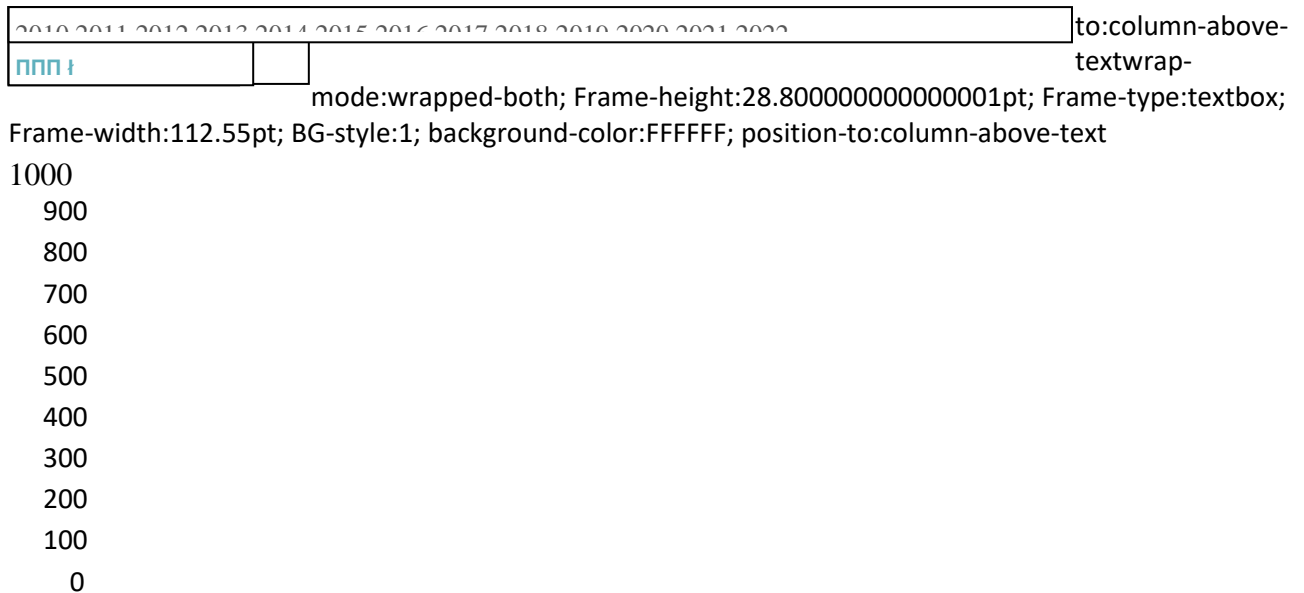 2010 2011 2012 2013 2014 2015 2016 2017 2018 2019 2020 2021 2022
to:column-above-
textwrap-
mode:wrapped-both; Frame-height:28.800000000000001pt; Frame-type:textbox;
Frame-width:112.55pt; BG-style:1; background-color:FFFFFF; position-to:column-above-text
1000
900
800
700
600
500
400
300
200
100
0